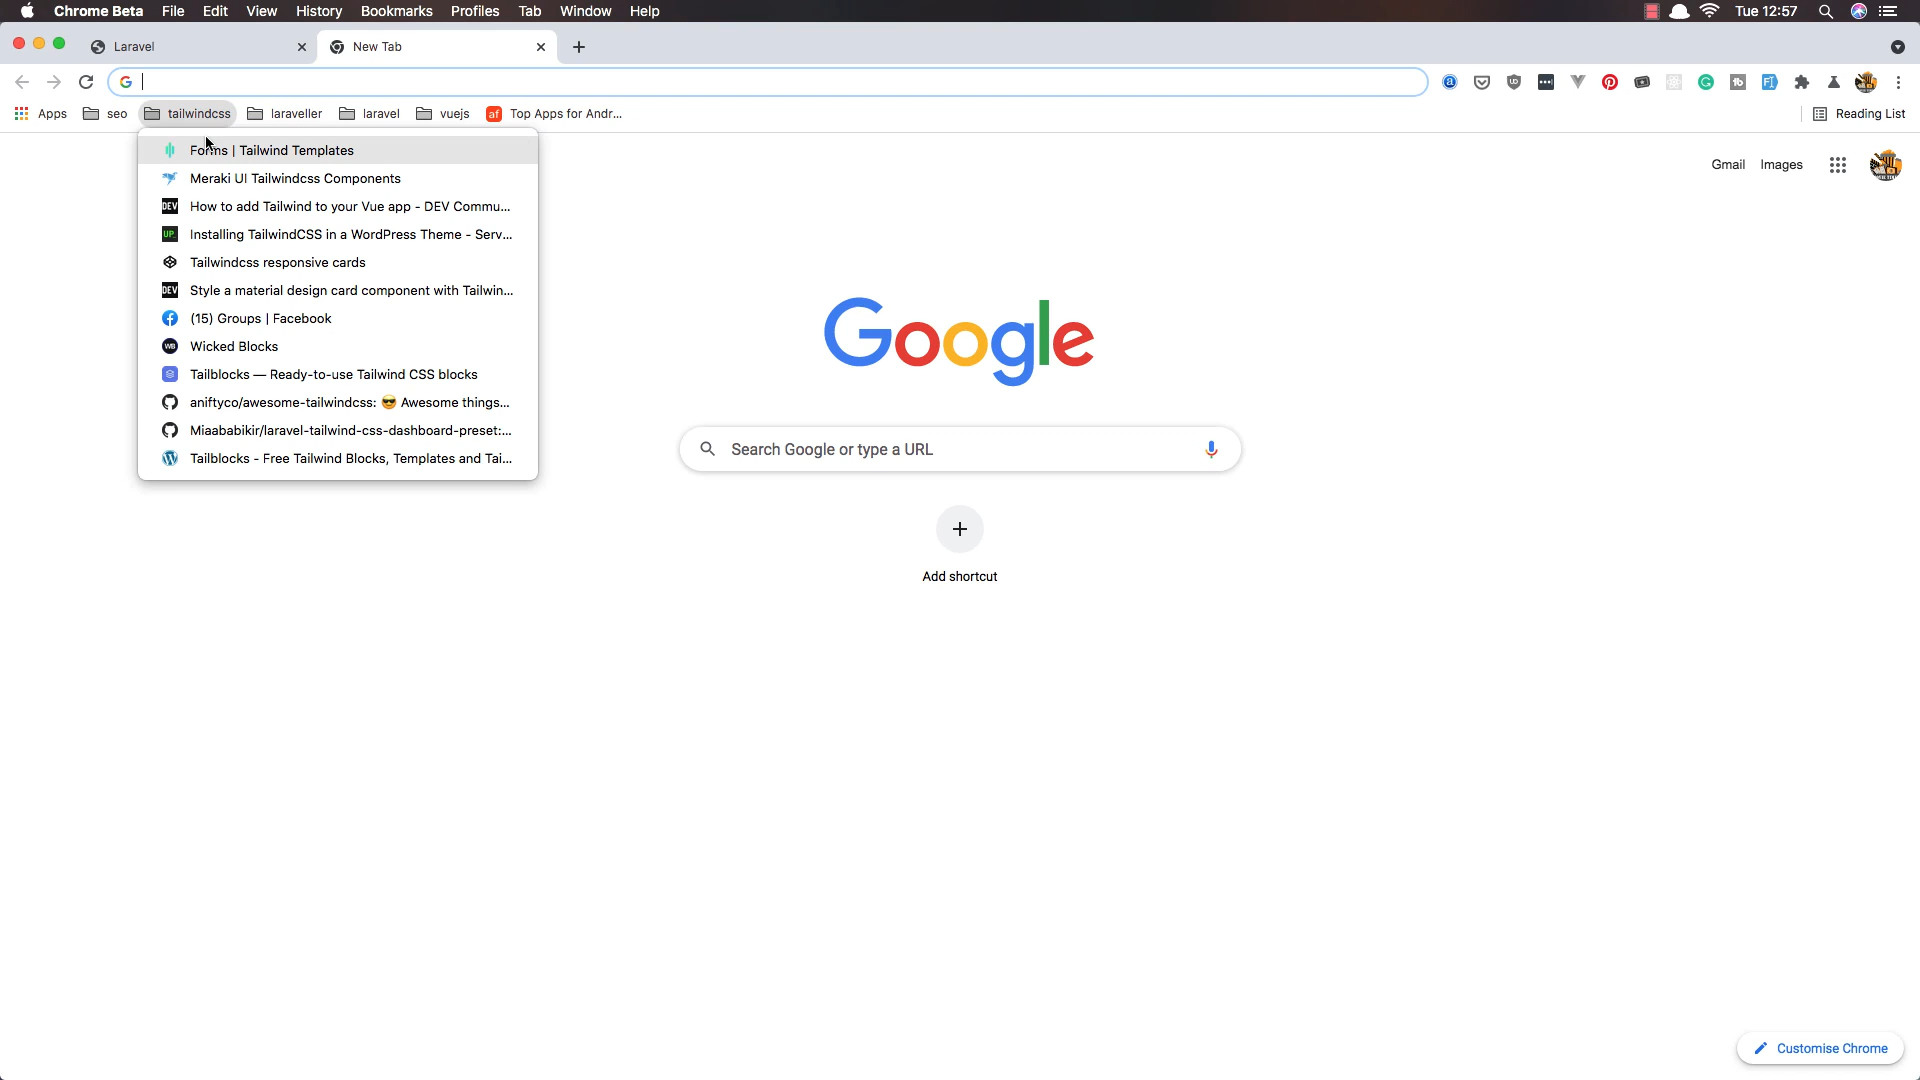 Chrome Beta File Edit View History Bookmarks Profiles Tab Window Help Tue 12:57
Laravel New Tab
Apps seo tailwindcss laraveller laravel vuejs af Top Apps for Andr... Reading List
Gmail Images
Forms | Tailwind Templates
Meraki UI Tailwindcss Components
DEV How to add Tailwind to your Vue app - DEV Commu...
UP_ Installing TailwindCSS in a WordPress Theme - Serv...
Tailwindcss responsive cards
DEV Style a material design card component with Tailwin...
(15) Groups | Facebook
WB Wicked Blocks
Tailblocks — Ready-to-use Tailwind CSS blocks
aniftyco/awesome-tailwindcss: 😎 Awesome things...
Miaababikir/laravel-tailwind-css-dashboard-preset:...
Tailblocks - Free Tailwind Blocks, Templates and Tai...
Google
Search Google or type a URL
Add shortcut
Customise Chrome